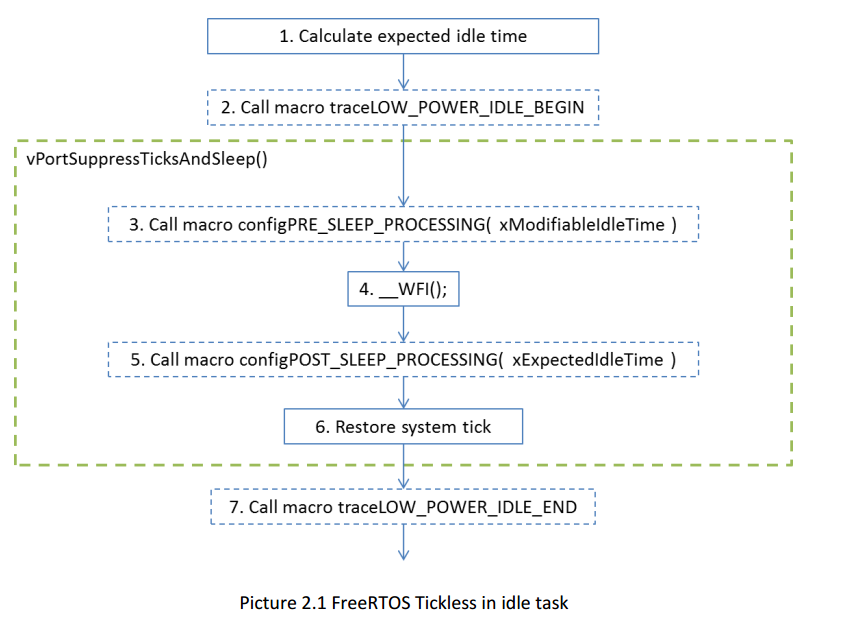 1. Calculate expected idle time
2. Call macro traceLOW_POWER_IDLE_BEGIN
vPortSuppressTicksAndSleep()
3. Call macro configPRE_SLEEP_PROCESSING( xModifiableIdleTime )
4. __WFI();
5. Call macro configPOST_SLEEP_PROCESSING( xExpectedIdleTime )
6. Restore system tick
7. Call macro traceLOW_POWER_IDLE_END
Picture 2.1 FreeRTOS Tickless in idle task